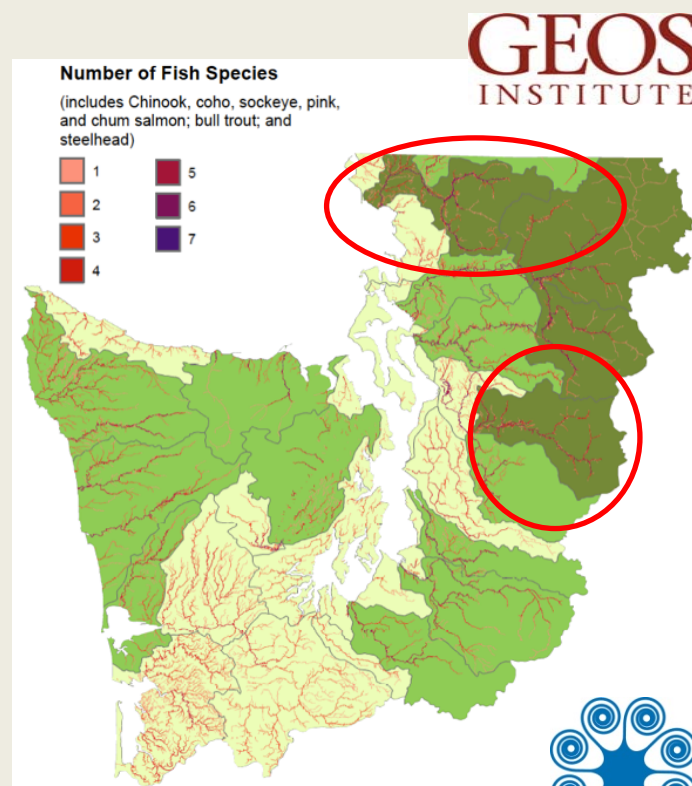 GEOS
INSTITUTE
Number of Fish Species
(includes Chinook, coho, sockeye, pink,
and chum salmon; bull trout; and
steelhead)
1 5
2 6
3 7
4